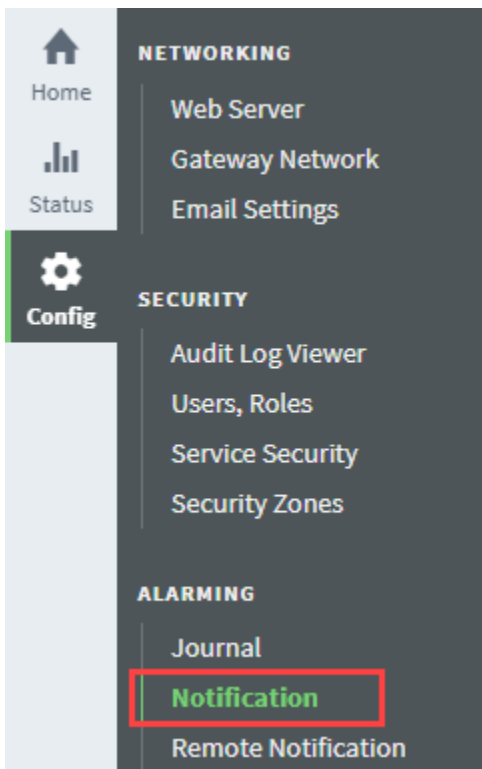 Home
Status
Config
NETWORKING
Web Server
Gateway Network
Email Settings
SECURITY
Audit Log Viewer
Users, Roles
Service Security
Security Zones
ALARMING
Journal
Notification
Remote Notification